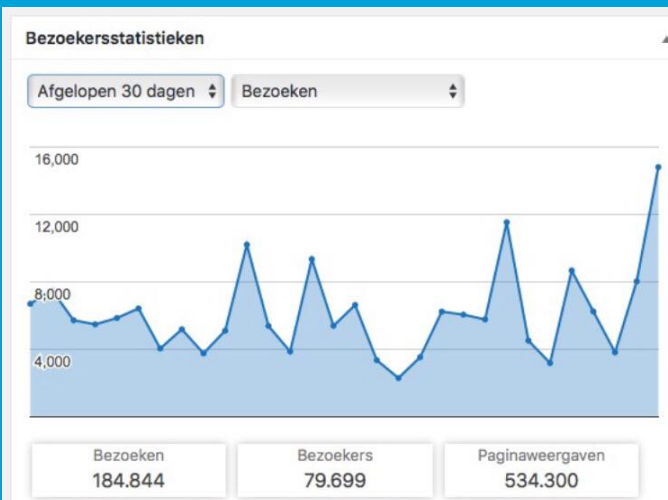 Bezoekersstatistieken
Afgelopen 30 dagen Bezoeken
16,000
12,000
8,000
4,000
Bezoeken Bezoekers Paginaweergaven
184.844 79.699 534.300